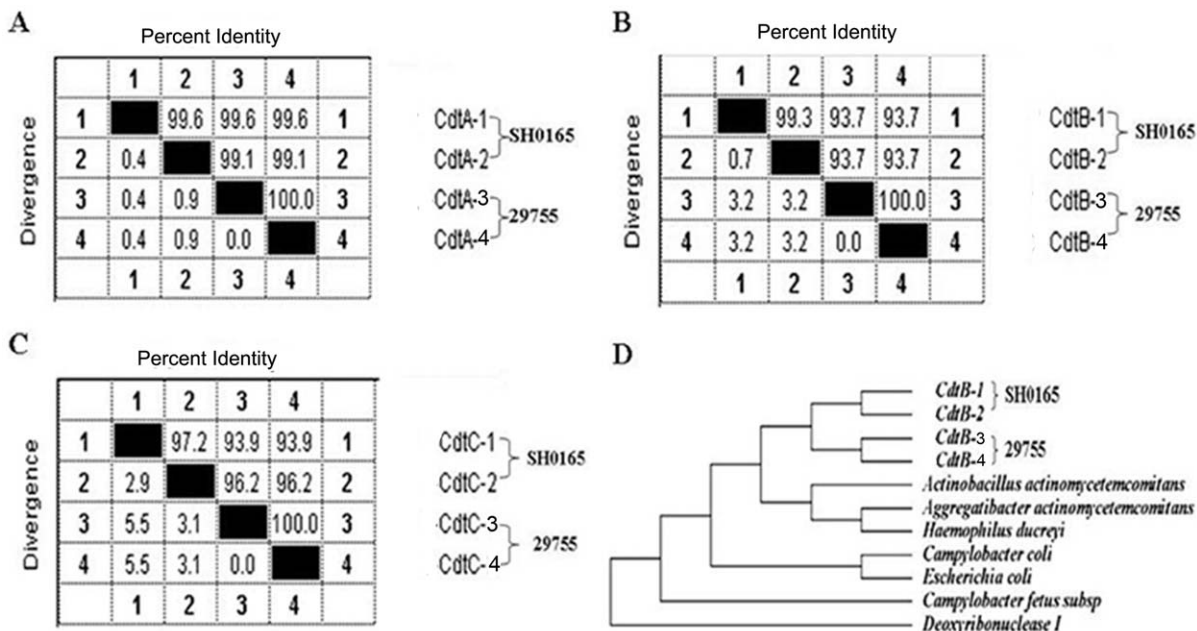 A
Percent Identity
Divergence
1 2 3 4
1 99.6 99.6 99.6 1
2 0.4 99.1 99.1 2
3 0.4 0.9 100.0 3
4 0.4 0.9 0.0 4
1 2 3 4
CdtA-1
CdtA-2
SH0165
CdtA-3
CdtA-4
29755
B
Percent Identity
Divergence
1 2 3 4
1 99.3 93.7 93.7 1
2 0.7 93.7 93.7 2
3 3.2 3.2 100.0 3
4 3.2 3.2 0.0 4
1 2 3 4
CdtB-1
CdtB-2
SH0165
CdtB-3
CdtB-4
29755
C
Percent Identity
Divergence
1 2 3 4
1 97.2 93.9 93.9 1
2 2.9 96.2 96.2 2
3 5.5 3.1 100.0 3
4 5.5 3.1 0.0 4
1 2 3 4
CdtC-1
CdtC-2
SH0165
CdtC-3
CdtC-4
29755
D
CdtB-1
CdtB-2
SH0165
CdtB-3
CdtB-4
29755
Actinobacillus actinomycetemcomitans
Aggregatibacter actinomycetemcomitans
Haemophilus ducreyi
Campylobacter coli
Escherichia coli
Campylobacter fetus subsp
Deoxyribonuclease I